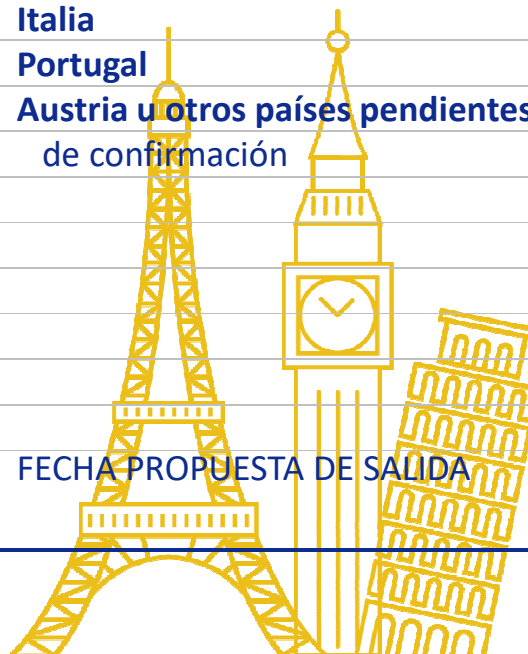 Italia
Portugal
Austria u otros países pendientes
de confirmación
FECHA PROPUESTA DE SALIDA